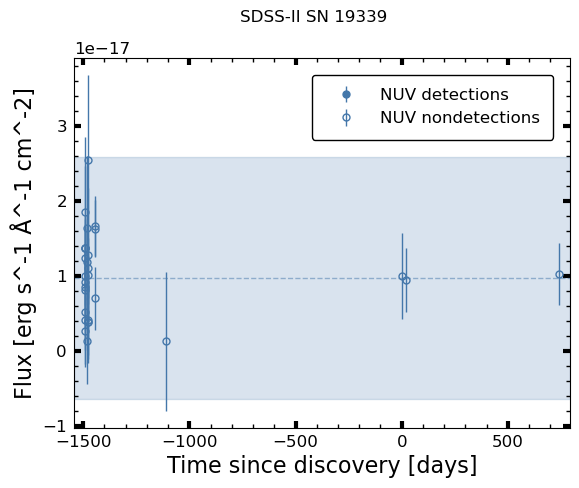 SDSS-II SN 19339
1e−17
NUV detections
NUV nondetections
3
2
1
0
−1
Flux [erg s^-1 Å^-1 cm^-2]
−1500
−1000
−500
0
500
Time since discovery [days]